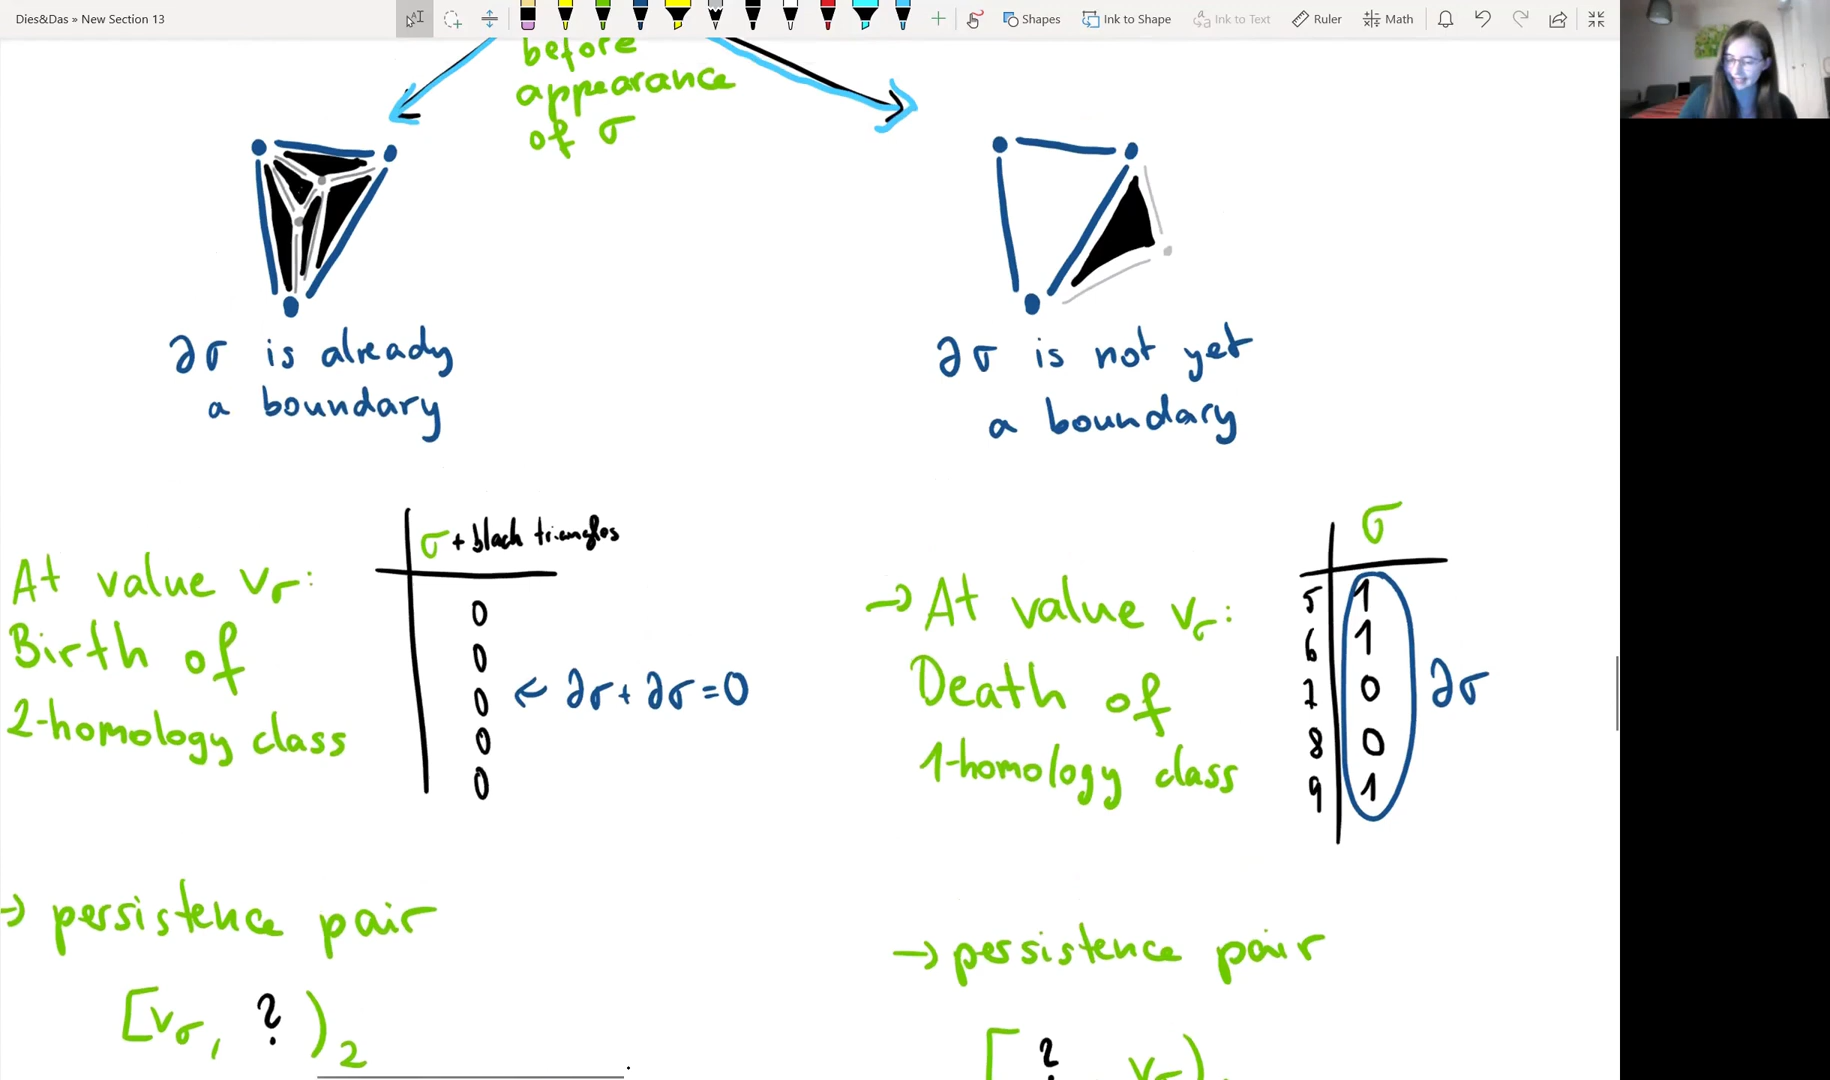 Dies&Das » New Section 13
Shapes
Ink to Shape
Ink to Text
Ruler
Math
before
appearance
of σ
∂σ is already
a boundary
∂σ is not yet
a boundary
At value vσ:
Birth of
2-homology class
σ + black triangles
0
0
0 ← ∂σ + ∂σ = 0
0
0
→ persistence pair
[vσ, ?)2
→ At value vσ:
Death of
1-homology class
σ
5 1
6 1
7 0 ∂σ
8 0
9 1
→ persistence pair
[ ? vσ)